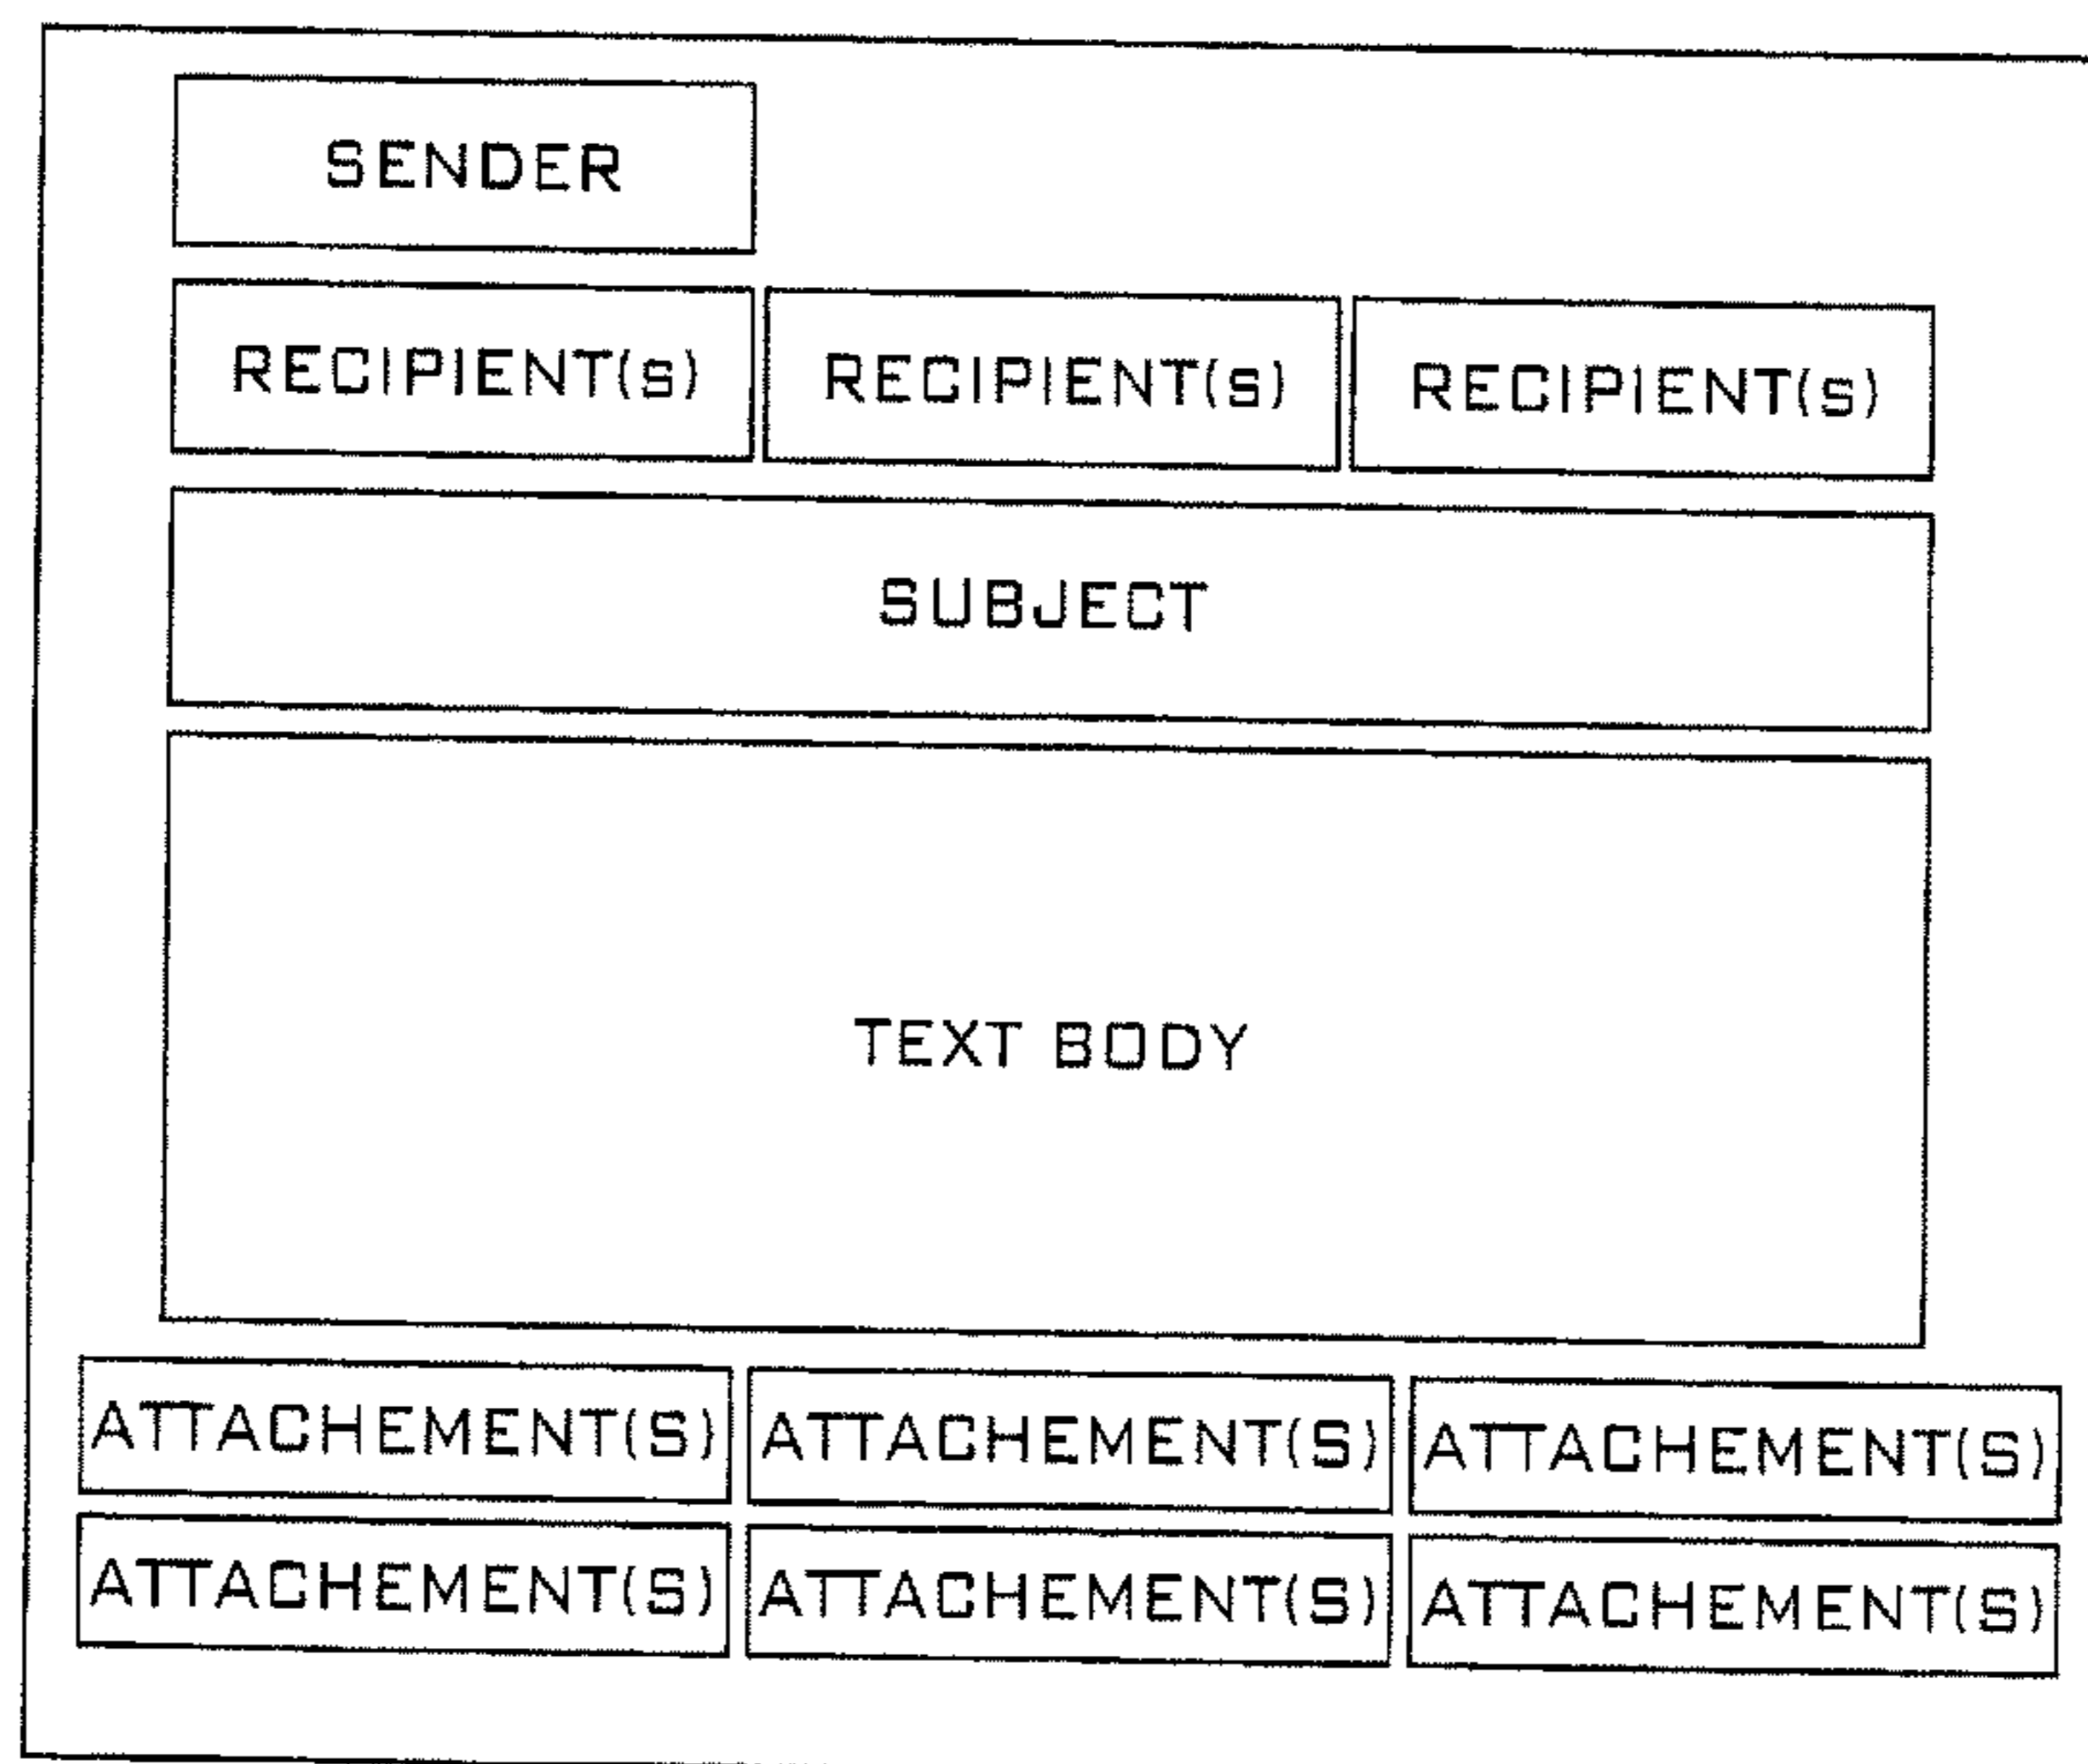 SENDER
RECIPIENT(s) RECIPIENT(s) RECIPIENT(s)
SUBJECT
TEXT BODY
ATTACHEMENT(S) ATTACHEMENT(S) ATTACHEMENT(S)
ATTACHEMENT(S) ATTACHEMENT(S) ATTACHEMENT(S)